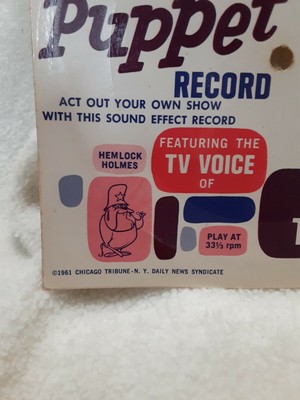 Puppet
RECORD
ACT OUT YOUR OWN SHOW
WITH THIS SOUND EFFECT RECORD
FEATURING THE
TV VOICE
OF
HEMLOCK
HOLMES
PLAY AT
33⅓ rpm
©1961 CHICAGO TRIBUNE-N. Y. DAILY NEWS SYNDICATE